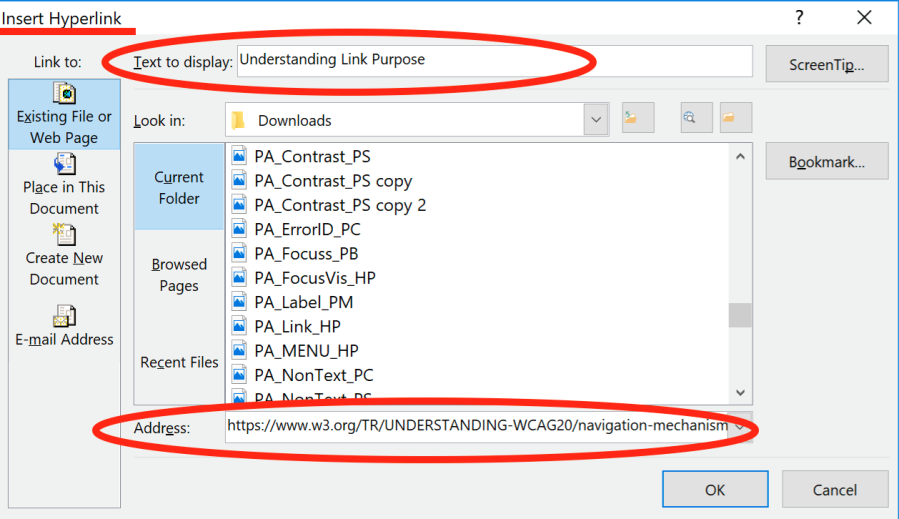 Insert Hyperlink
? X
Link to:
Text to display: Understanding Link Purpose
ScreenTip...
Existing File or
Web Page
Look in: Downloads
Place in This
Document
Create New
Document
E-mail Address
Current
Folder
Browsed
Pages
Recent Files
PA_Contrast_PS
PA_Contrast_PS copy
PA_Contrast_PS copy 2
PA_ErrorID_PC
PA_Focuss_PB
PA_FocusVis_HP
PA_Label_PM
PA_Link_HP
PA_MENU_HP
PA_NonText_PC
PA_NonText_PS
Bookmark...
Address: https://www.w3.org/TR/UNDERSTANDING-WCAG20/navigation-mechanism
OK
Cancel